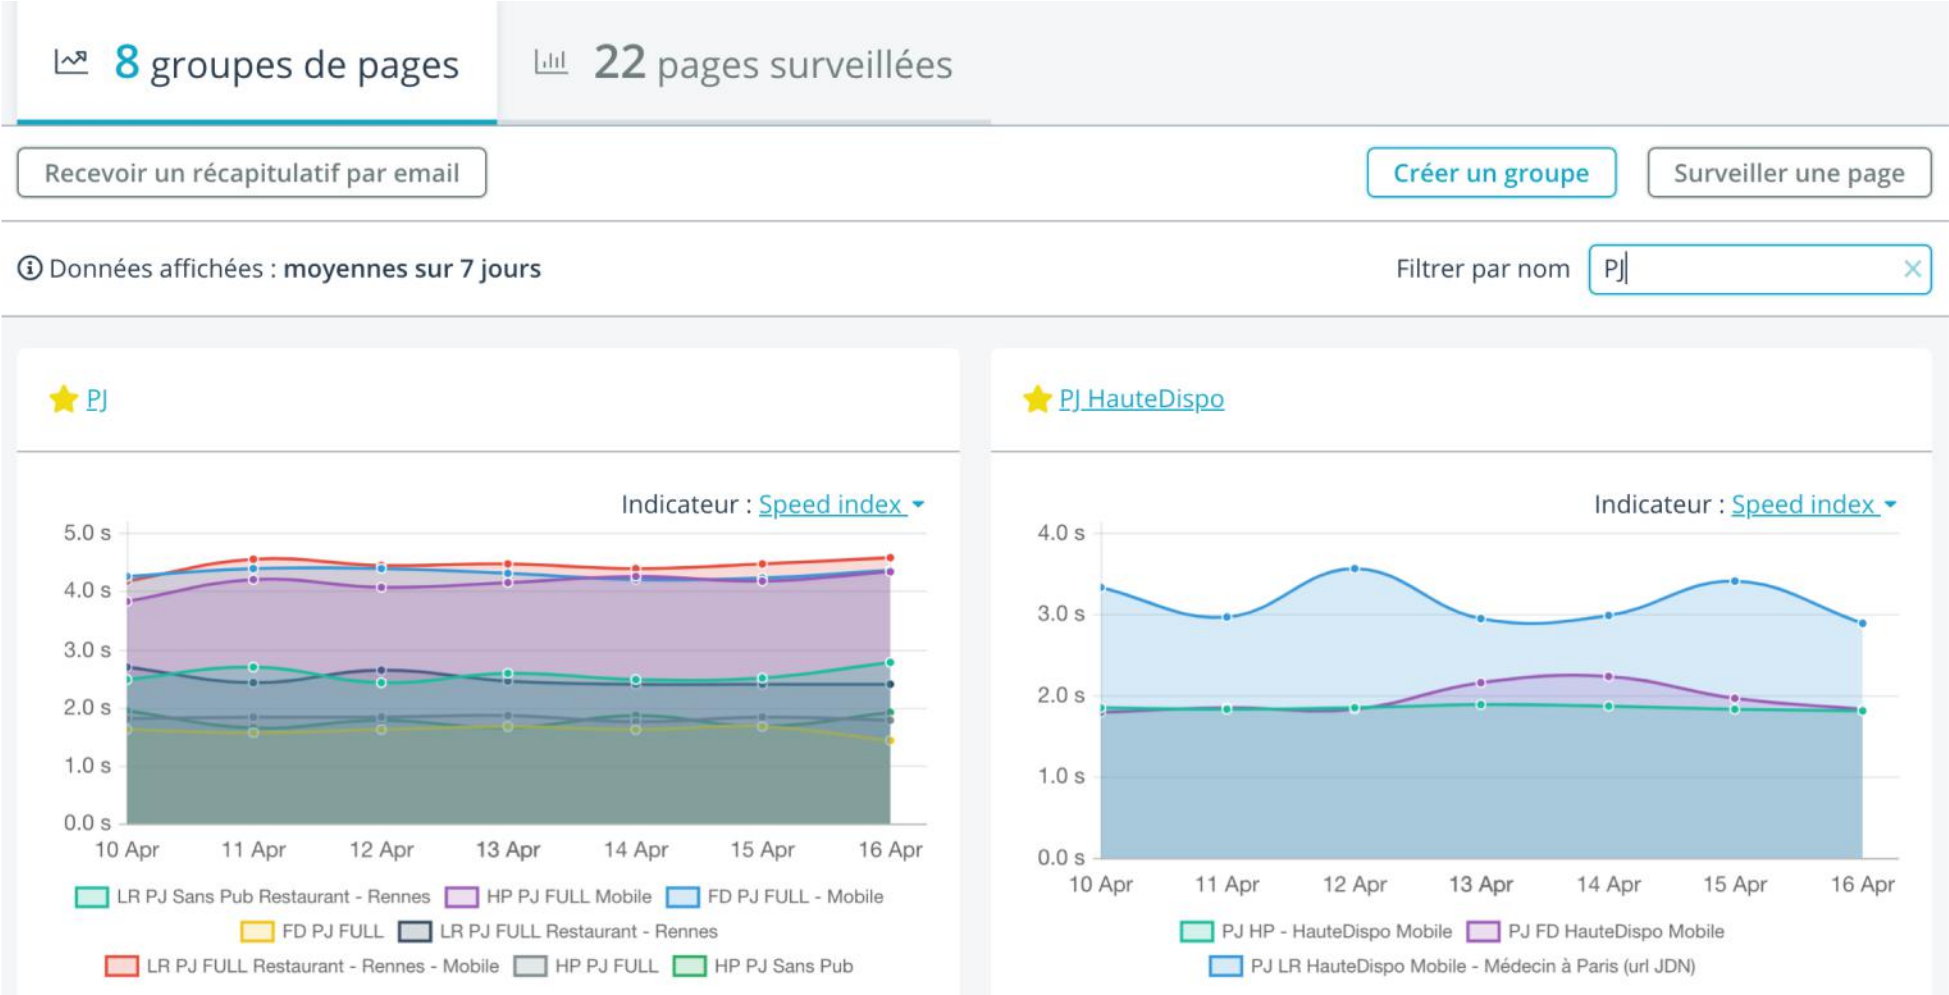 8 groupes de pages
22 pages surveillées
Recevoir un récapitulatif par email
Créer un groupe
Surveiller une page
Données affichées : moyennes sur 7 jours
Filtrer par nom
PJ
PJ
Indicateur : Speed index
5.0 s
4.0 s
3.0 s
2.0 s
1.0 s
0.0 s
10 Apr 11 Apr 12 Apr 13 Apr 14 Apr 15 Apr 16 Apr
LR PJ Sans Pub Restaurant - Rennes HP PJ FULL Mobile FD PJ FULL - Mobile
FD PJ FULL LR PJ FULL Restaurant - Rennes
LR PJ FULL Restaurant - Rennes - Mobile HP PJ FULL HP PJ Sans Pub
PJ HauteDispo
Indicateur : Speed index
4.0 s
3.0 s
2.0 s
1.0 s
0.0 s
10 Apr 11 Apr 12 Apr 13 Apr 14 Apr 15 Apr 16 Apr
PJ HP - HauteDispo Mobile PJ FD HauteDispo Mobile
PJ LR HauteDispo Mobile - Médecin à Paris (url JDN)